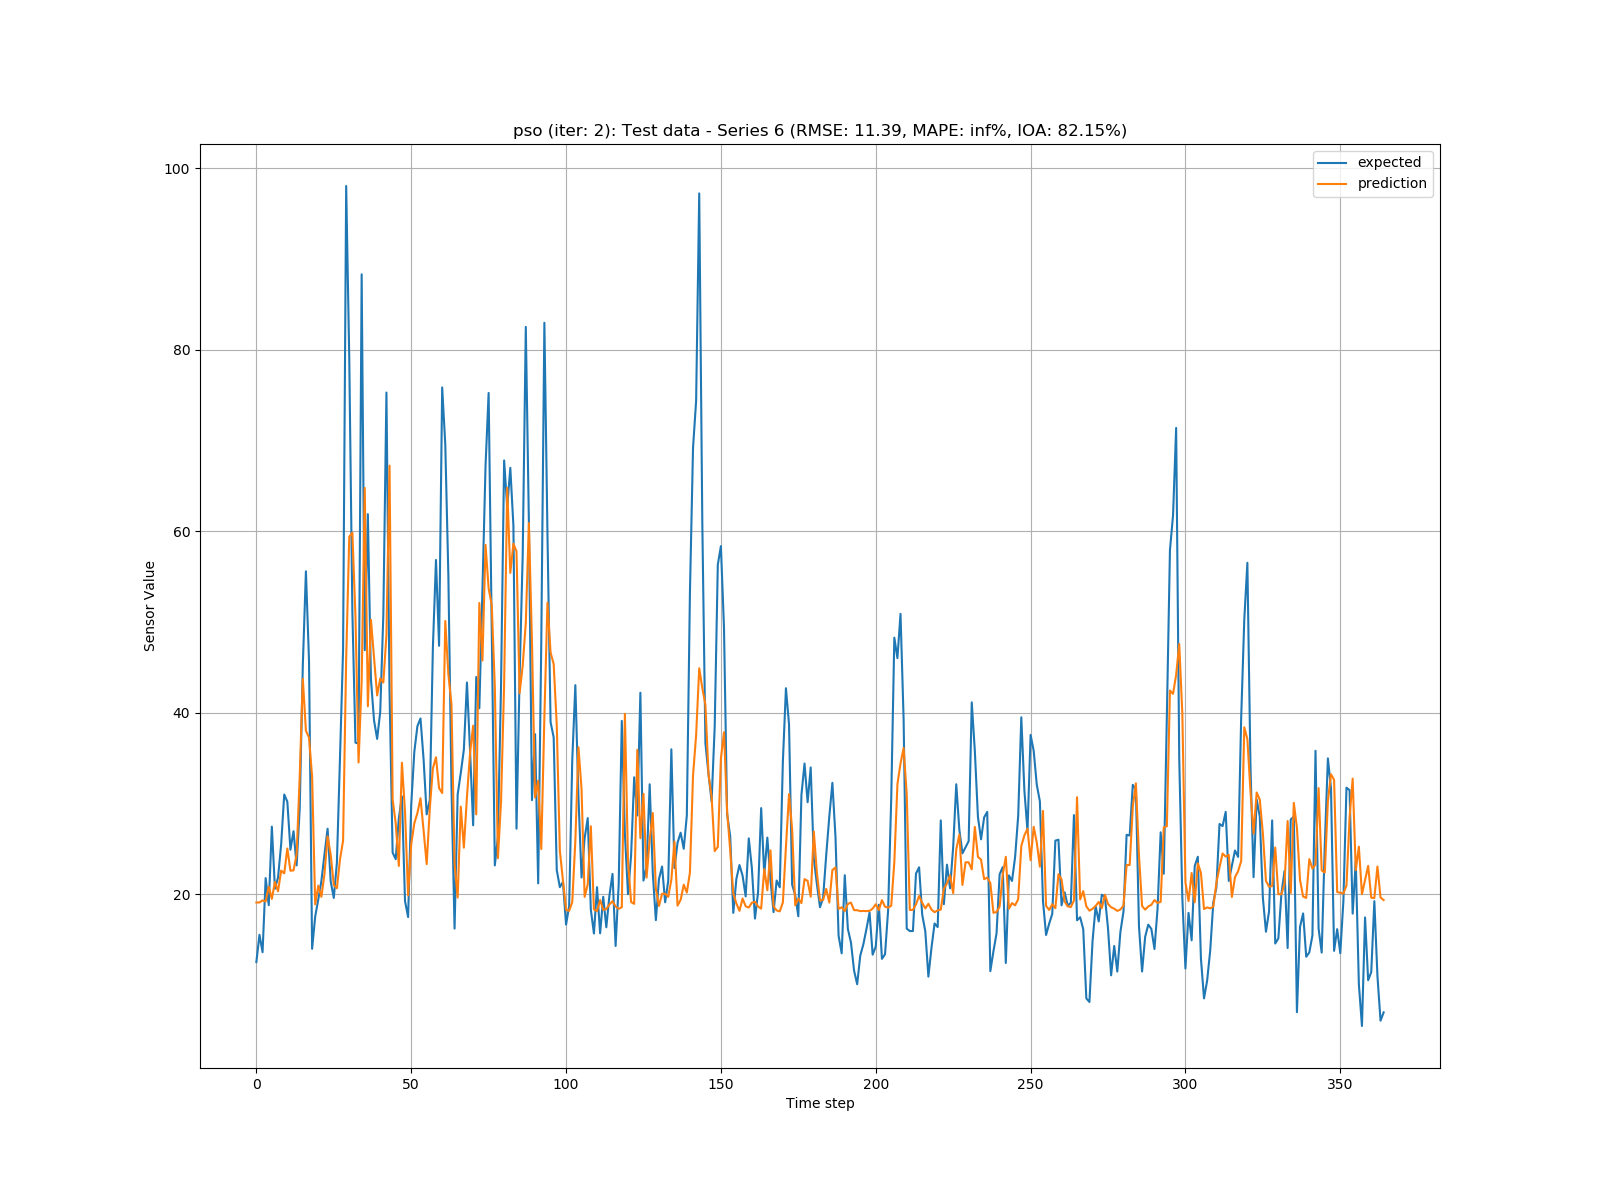 pso (iter: 2): Test data - Series 6 (RMSE: 11.39, MAPE: inf%, IOA: 82.15%)
expected
prediction
100
80
60
40
20
Sensor Value
0 50 100 150 200 250 300 350
Time step